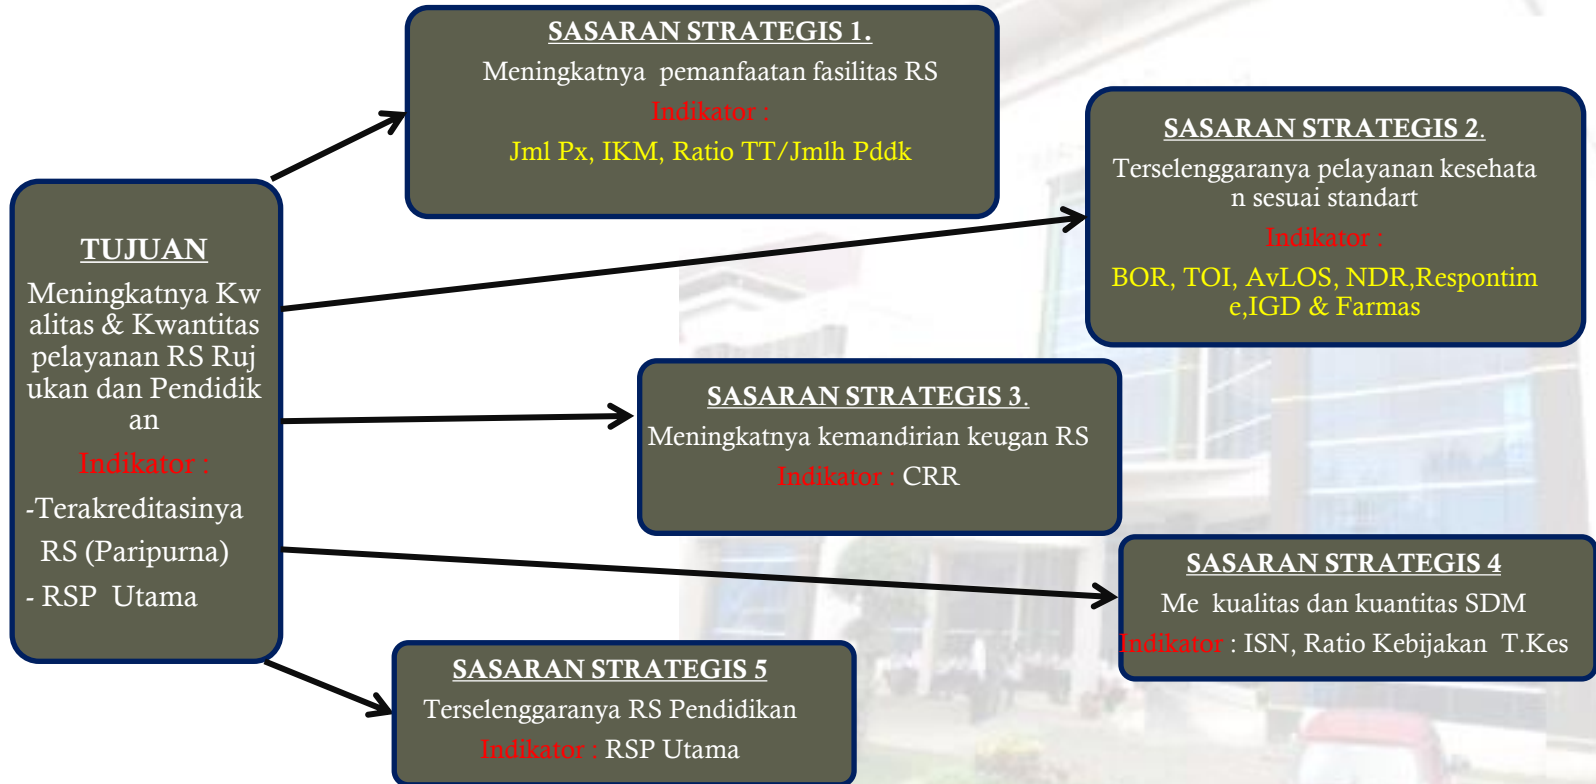 SASARAN STRATEGIS 1.
Meningkatnya pemanfaatan fasilitas RS
Indikator :
Jml Px, IKM, Ratio TT/Jmlh Pddk
SASARAN STRATEGIS 2.
Terselenggaranya pelayanan kesehata
n sesuai standart
Indikator :
BOR, TOI, AvLOS, NDR,Respontim
e,IGD & Farmas
TUJUAN
Meningkatnya Kw
alitas & Kwantitas
pelayanan RS Ruj
ukan dan Pendidik
an
Indikator :
-Terakreditasinya
RS (Paripurna)
- RSP Utama
SASARAN STRATEGIS 3.
Meningkatnya kemandirian keugan RS
Indikator : CRR
SASARAN STRATEGIS 4
Me kualitas dan kuantitas SDM
Indikator : ISN, Ratio Kebijakan T.Kes
SASARAN STRATEGIS 5
Terselenggaranya RS Pendidikan
Indikator : RSP Utama